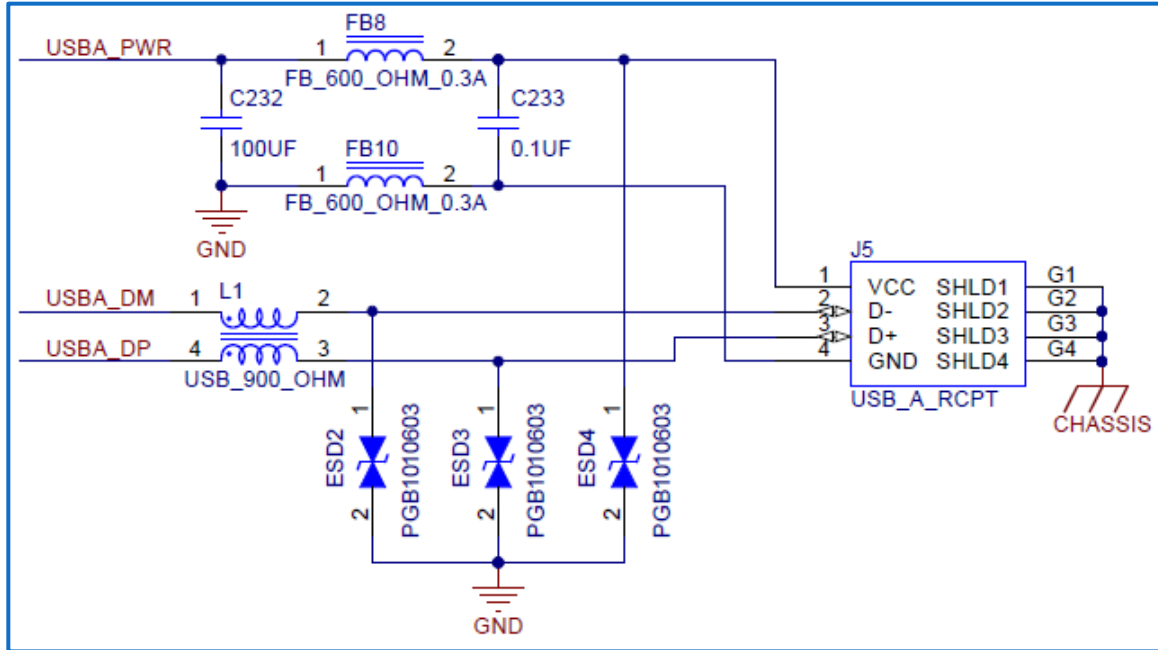 FB8
USBA_PWR
1 2
FB_600_OHM_0.3A
C232
C233
100UF
0.1UF
FB10
1 2
FB_600_OHM_0.3A
GND
J5
1 VCC SHLD1 G1
2 D- SHLD2 G2
3 D+ SHLD3 G3
4 GND SHLD4 G4
USB_A_RCPT
CHASSIS
USBA_DM
1 L1 2
USBA_DP
4 3
USB_900_OHM
1
ESD2
PGB1010603
2
1
ESD3
PGB1010603
2
1
ESD4
PGB1010603
2
GND